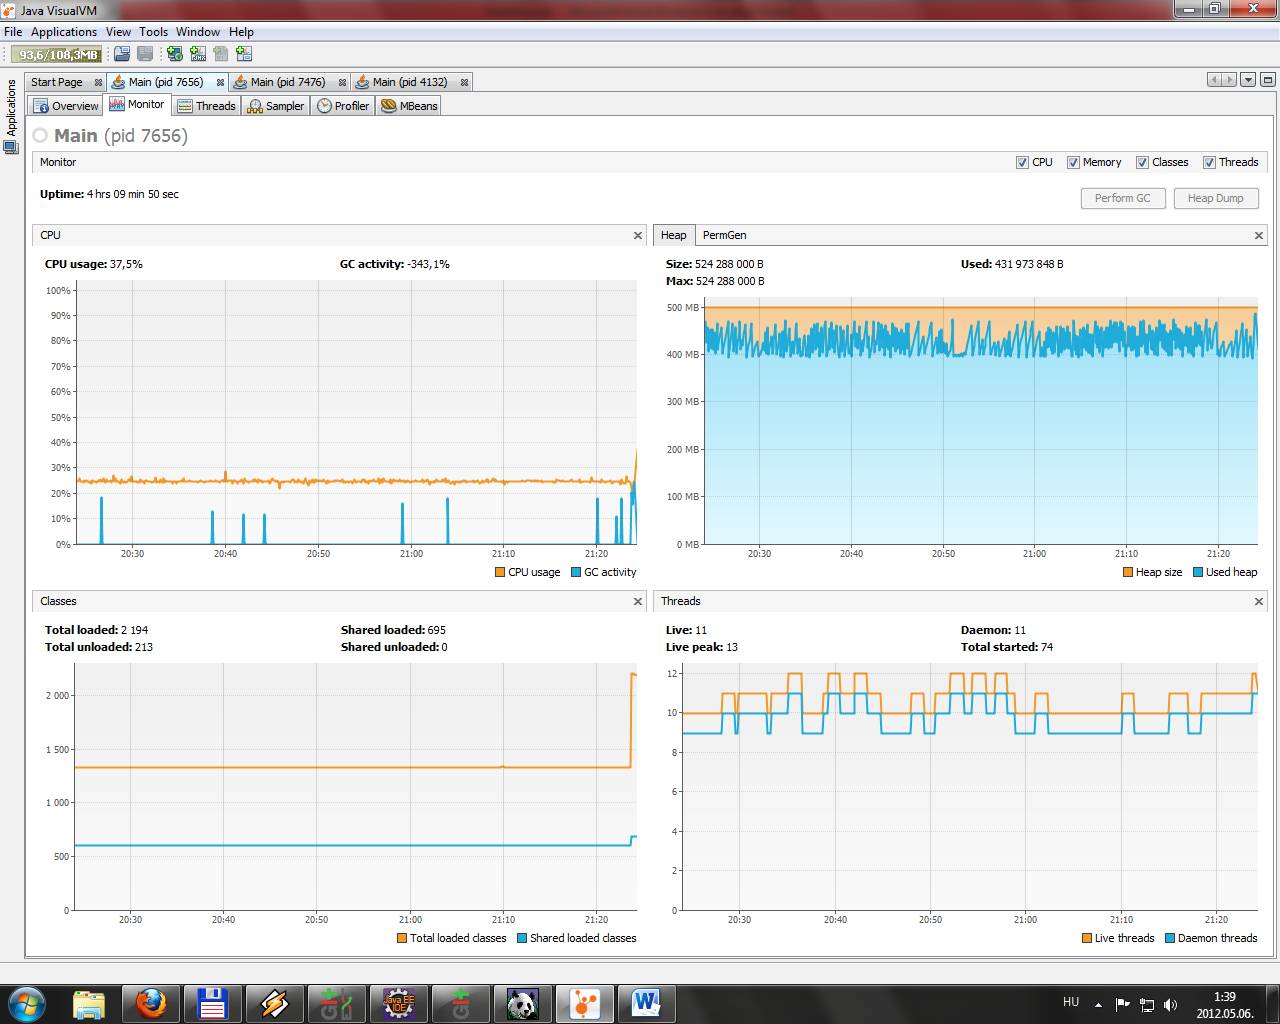 Java VisualVM
File Applications View Tools Window Help
93,6/108,3MB
Start Page Main (pid 7656) Main (pid 7476) Main (pid 4132)
Applications
Overview Monitor Threads Sampler Profiler MBeans
Main (pid 7656)
Monitor CPU Memory Classes Threads
Uptime: 4 hrs 09 min 50 sec
Perform GC Heap Dump
CPU
CPU usage: 37,5% GC activity: -343,1%
100%
90%
80%
70%
60%
50%
40%
30%
20%
10%
0%
20:30 20:40 20:50 21:00 21:10 21:20
CPU usage GC activity
Heap PermGen
Size: 524 288 000 B Used: 431 973 848 B
Max: 524 288 000 B
500 MB
400 MB
300 MB
200 MB
100 MB
0 MB
20:30 20:40 20:50 21:00 21:10 21:20
Heap size Used heap
Classes
Total loaded: 2 194 Shared loaded: 695
Total unloaded: 213 Shared unloaded: 0
2 000
1 500
1 000
500
0
20:30 20:40 20:50 21:00 21:10 21:20
Total loaded classes Shared loaded classes
Threads
Live: 11 Daemon: 11
Live peak: 13 Total started: 74
12
10
8
6
4
2
0
20:30 20:40 20:50 21:00 21:10 21:20
Live threads Daemon threads
Java EE
IDE
W
HU
1:39
2012.05.06.